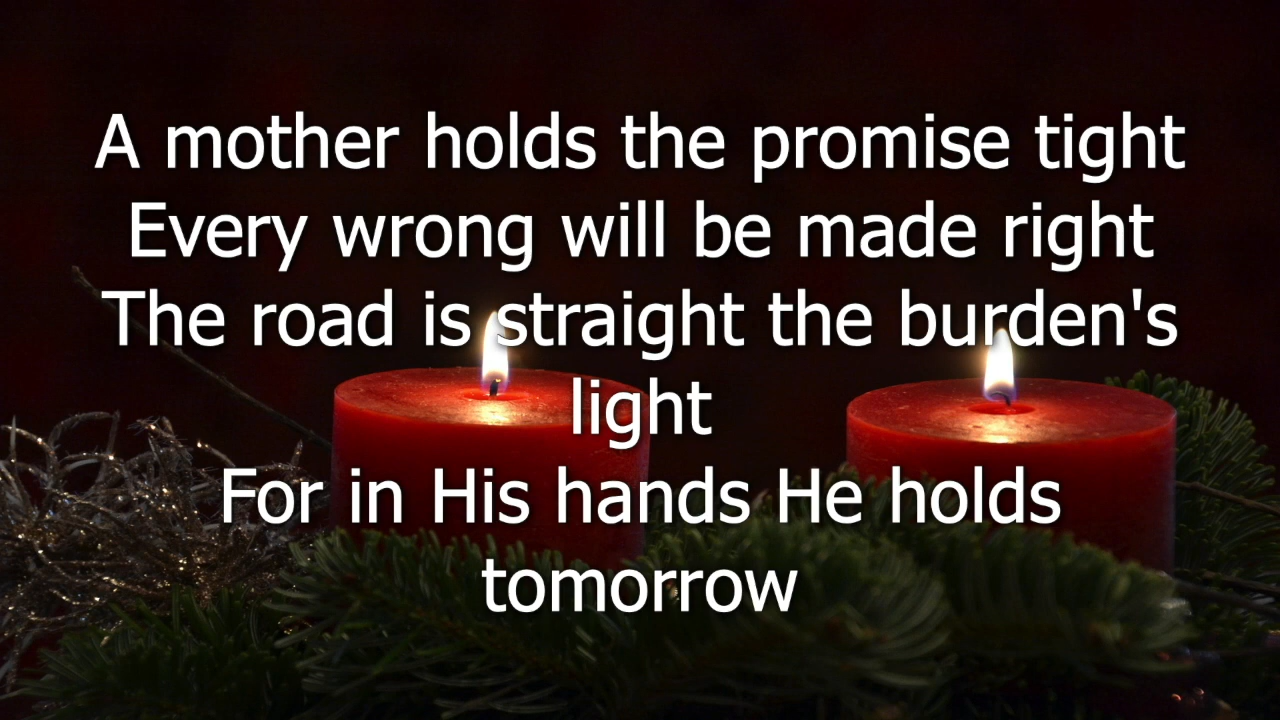 A mother holds the promise tight
Every wrong will be made right
The road is straight the burden's
light
For in His hands He holds
tomorrow